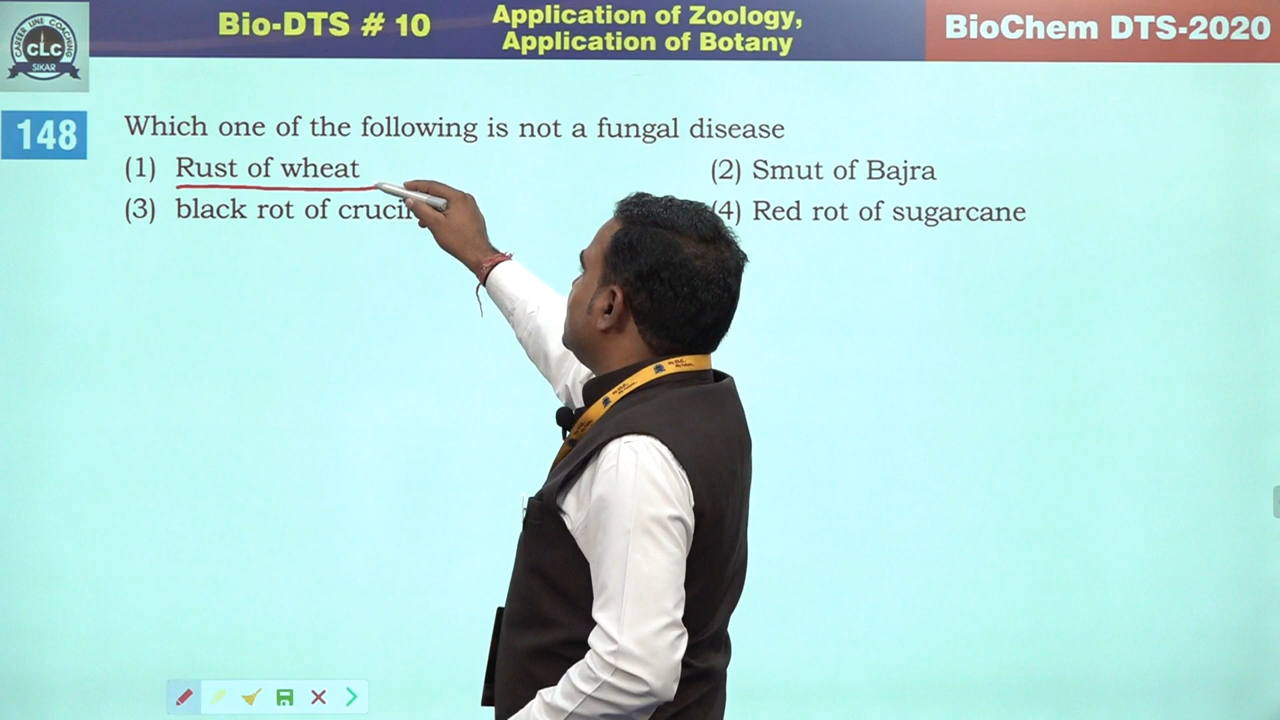 CAREER LINE COACHING
CLC
SIKAR
Bio-DTS # 10
Application of Zoology,
Application of Botany
BioChem DTS-2020
148
Which one of the following is not a fungal disease
(1) Rust of wheat
(2) Smut of Bajra
(3) black rot of
(4) Red rot of sugarcane